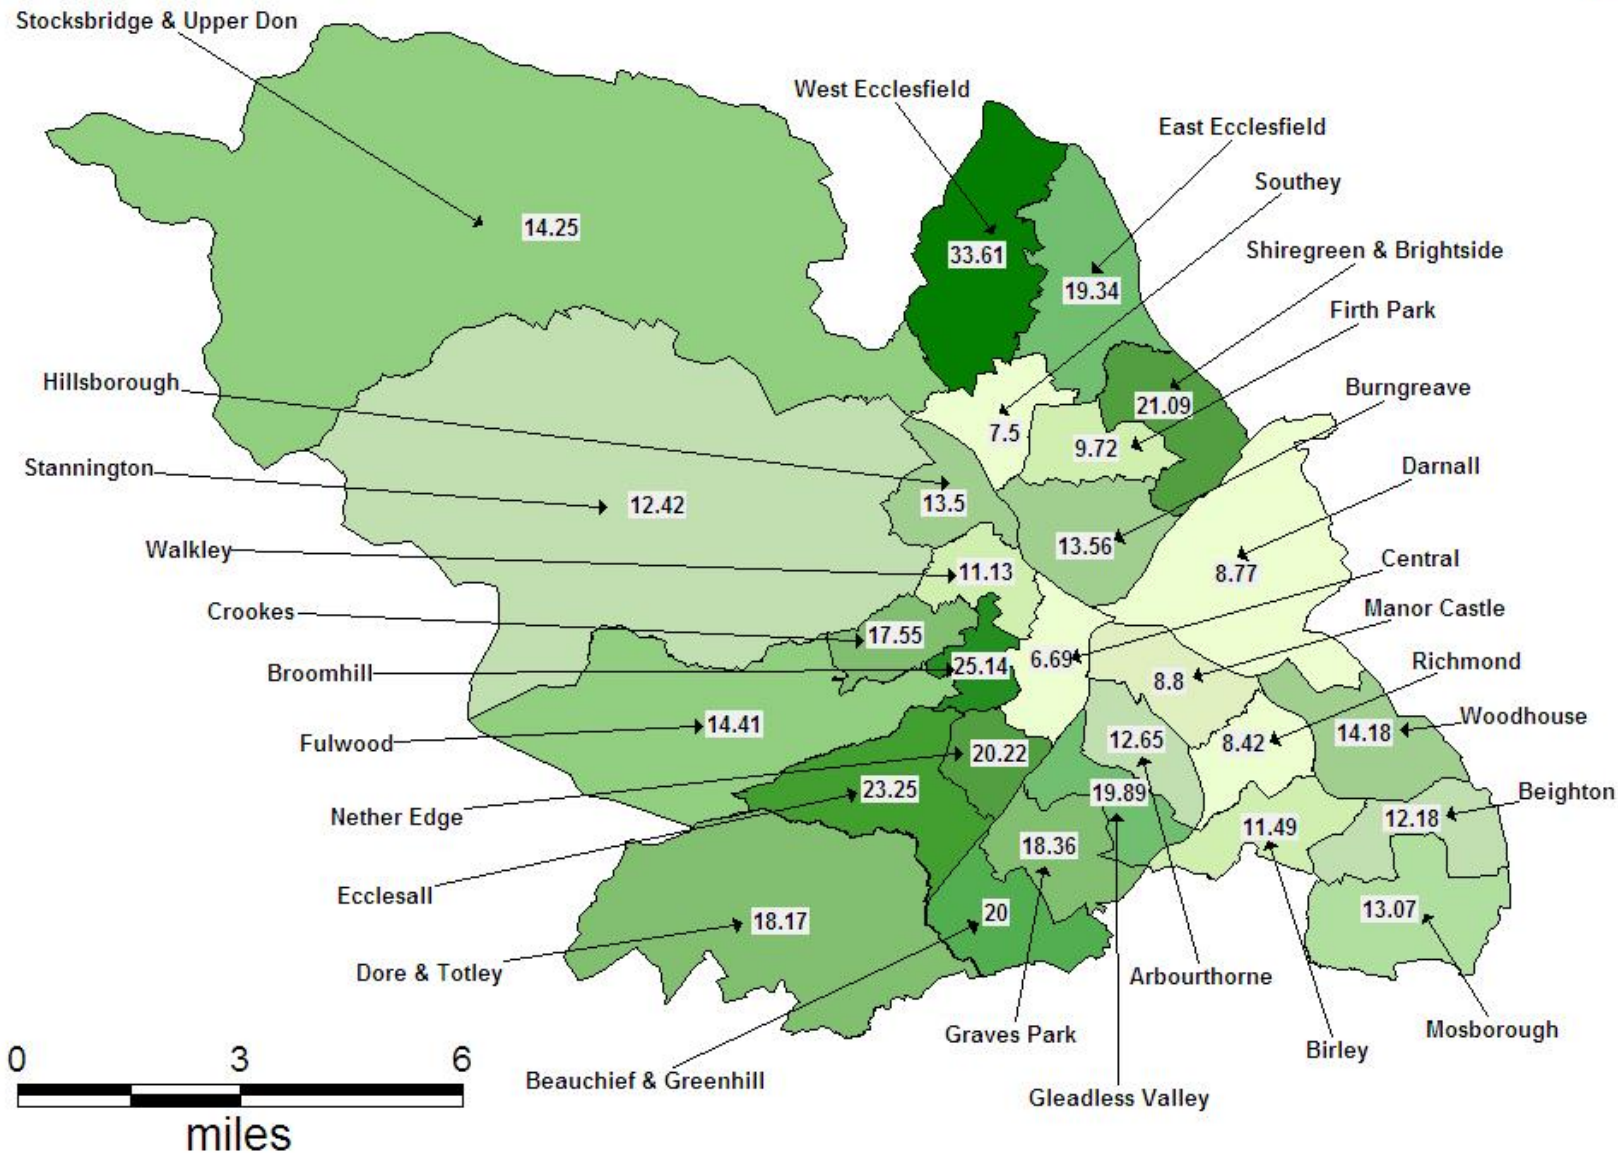 Stocksbridge & Upper Don
West Ecclesfield
East Ecclesfield
Southey
Shiregreen & Brightside
Firth Park
Burngreave
Darnall
Central
Manor Castle
Richmond
Woodhouse
Beighton
Mosborough
Birley
Arbourthorne
Gleadless Valley
Graves Park
Beauchief & Greenhill
Dore & Totley
Ecclesall
Nether Edge
Fulwood
Broomhill
Crookes
Walkley
Stannington
Hillsborough
14.25
33.61
19.34
21.09
7.5
9.72
13.5
12.42
13.56
11.13
8.77
17.55
25.14
6.69
8.8
14.41
20.22
12.65
8.42
14.18
23.25
19.89
12.18
18.36
11.49
18.17
20
13.07
0 3 6
miles